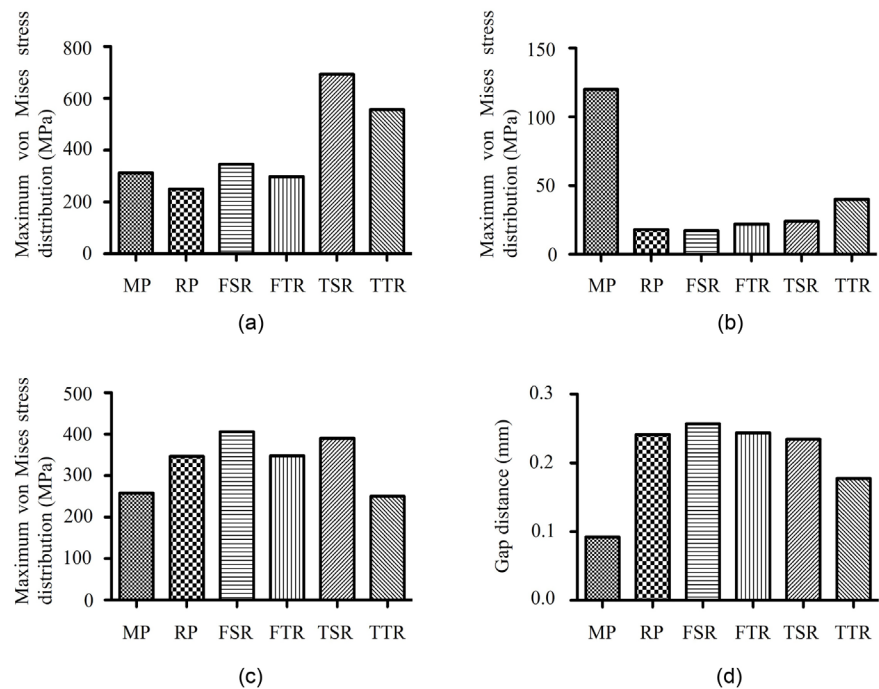 Maximum von Mises stress
distribution (MPa)
800
600
400
200
0
MP RP FSR FTR TSR TTR
(a)
Maximum von Mises stress
distribution (MPa)
150
100
50
0
MP RP FSR FTR TSR TTR
(b)
Maximum von Mises stress
distribution (MPa)
500
400
300
200
100
0
MP RP FSR FTR TSR TTR
(c)
Gap distance (mm)
0.3
0.2
0.1
0.0
MP RP FSR FTR TSR TTR
(d)